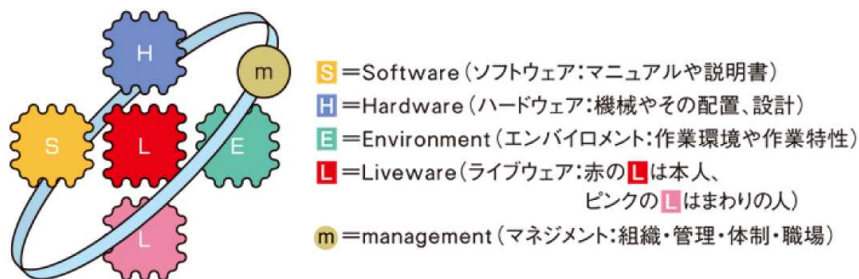 H
m
S
L
E
L
S=Software(ソフトウェア:マニュアルや説明書)
H=Hardware(ハードウェア:機械やその配置、設計)
E=Environment(エンバイロメント:作業環境や作業特性)
L=Liveware(ライブウェア:赤のLは本人、
ピンクのLはまわりの人)
m=management(マネジメント:組織・管理・体制・職場)